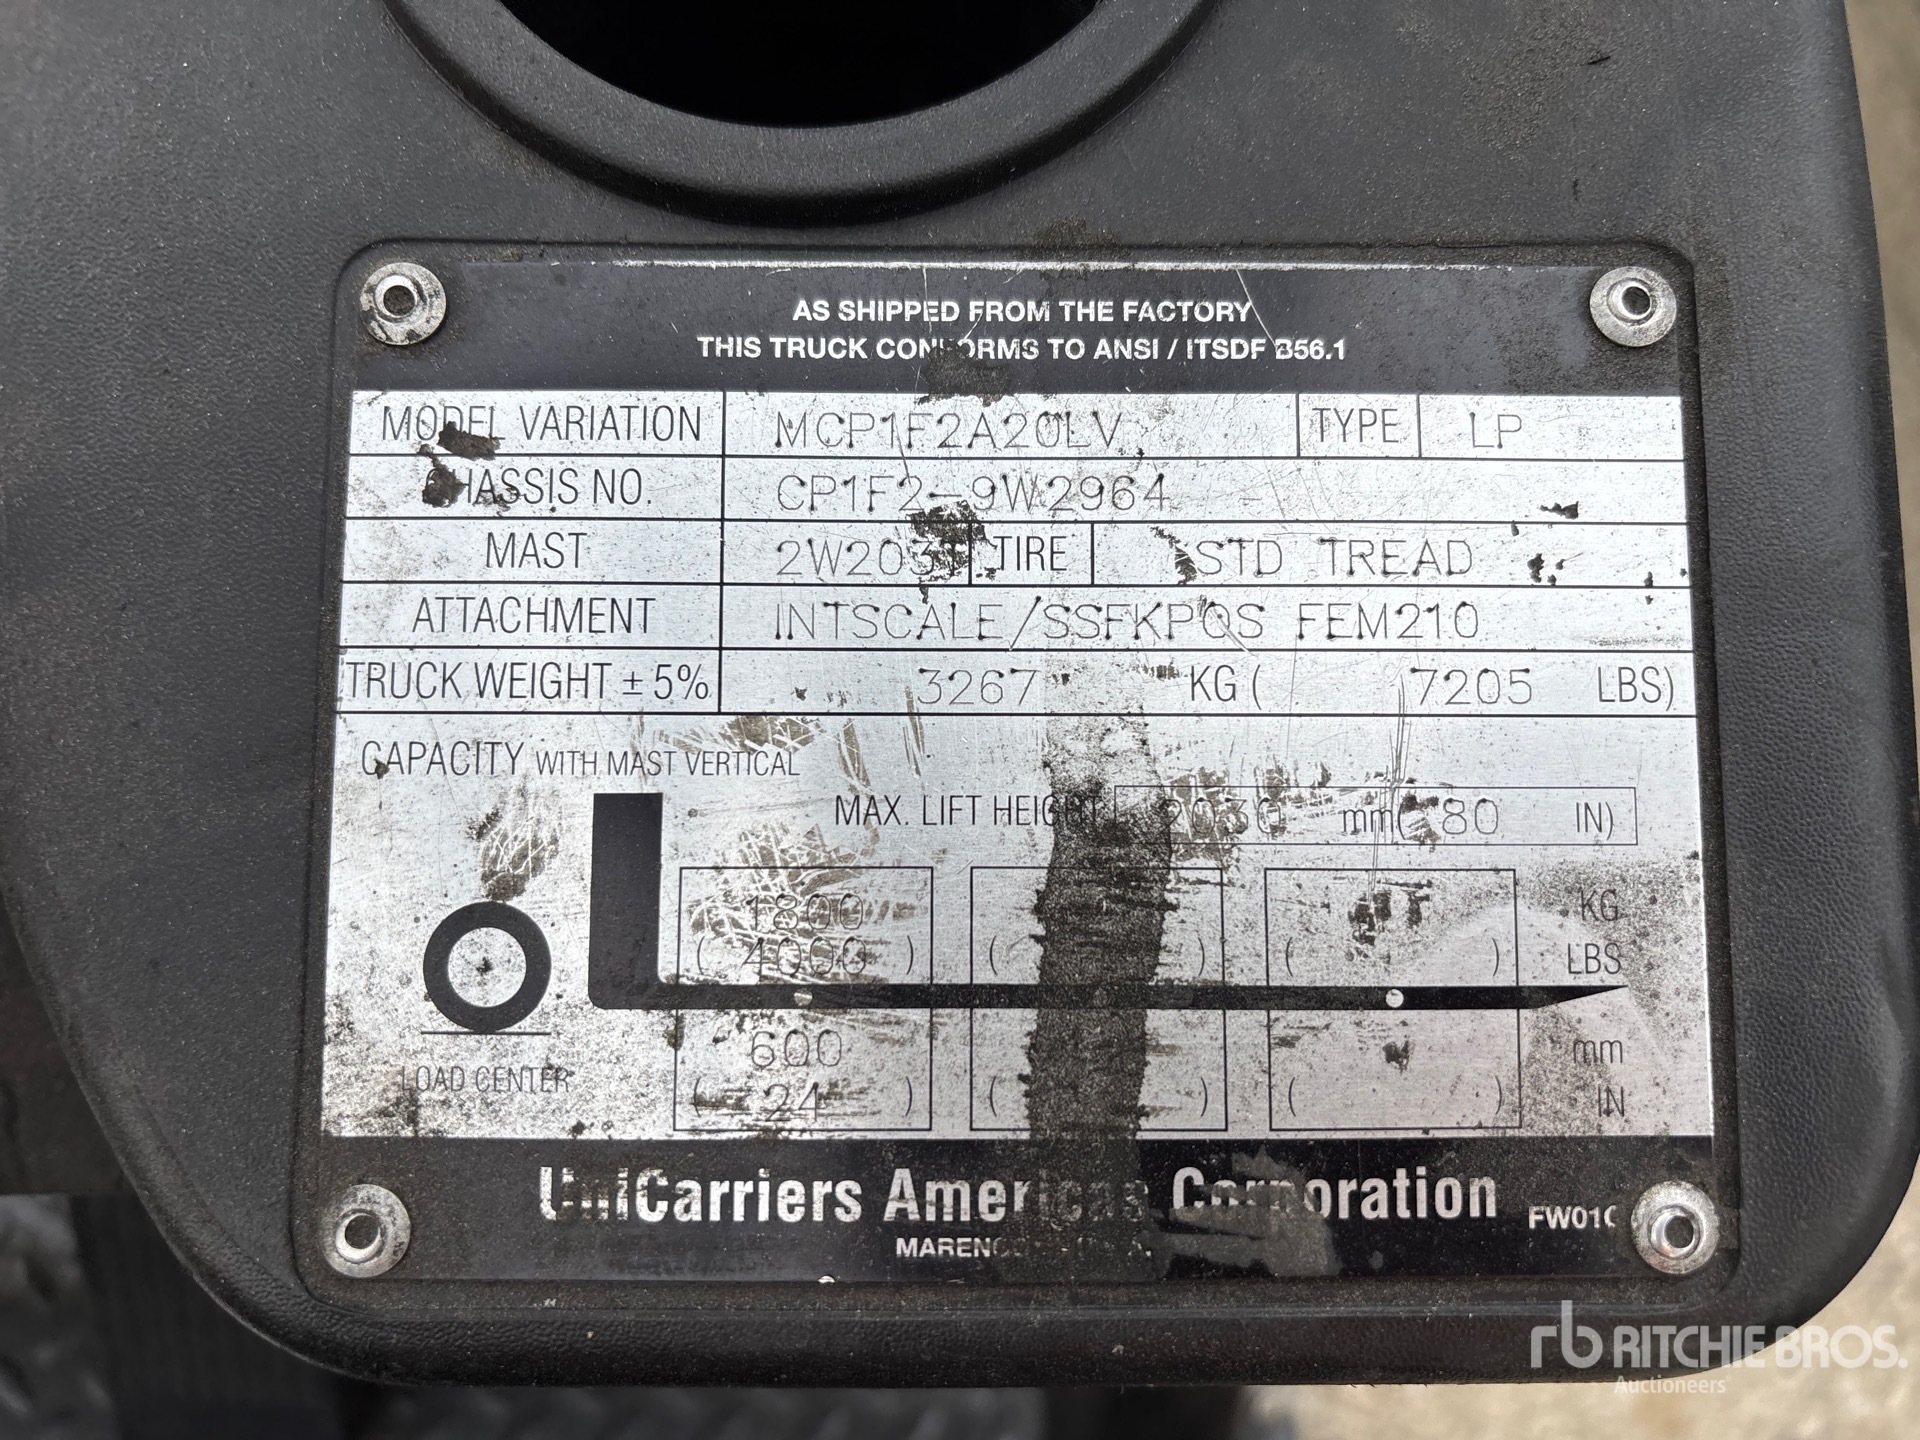 AS SHIPPED FROM THE FACTORY
THIS TRUCK CONFORMS TO ANSI / ITSDF B56.1
MODEL VARIATION MCP1F2A20LV TYPE LP
CHASSIS NO. CP1F2-9W2964
MAST TIRE STD TREAD
ATTACHMENT INTSCALE/SSFKPOS FEM210
TRUCK WEIGHT ± 5% 3267 KG ( 7205 LBS)
CAPACITY WITH MAST VERTICAL
MAX. LIFT HEIGHT 2030 mm( 80 IN)
1800 KG
( 4000 ) ( ) ( ) LBS
600 mm
LOAD CENTER ( 24 ) ( ) ( ) IN
UniCarriers Americas Corporation
rb RITCHIE BROS.
Auctioneers